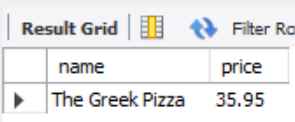 Result Grid Filter Ro
name price
The Greek Pizza 35.95